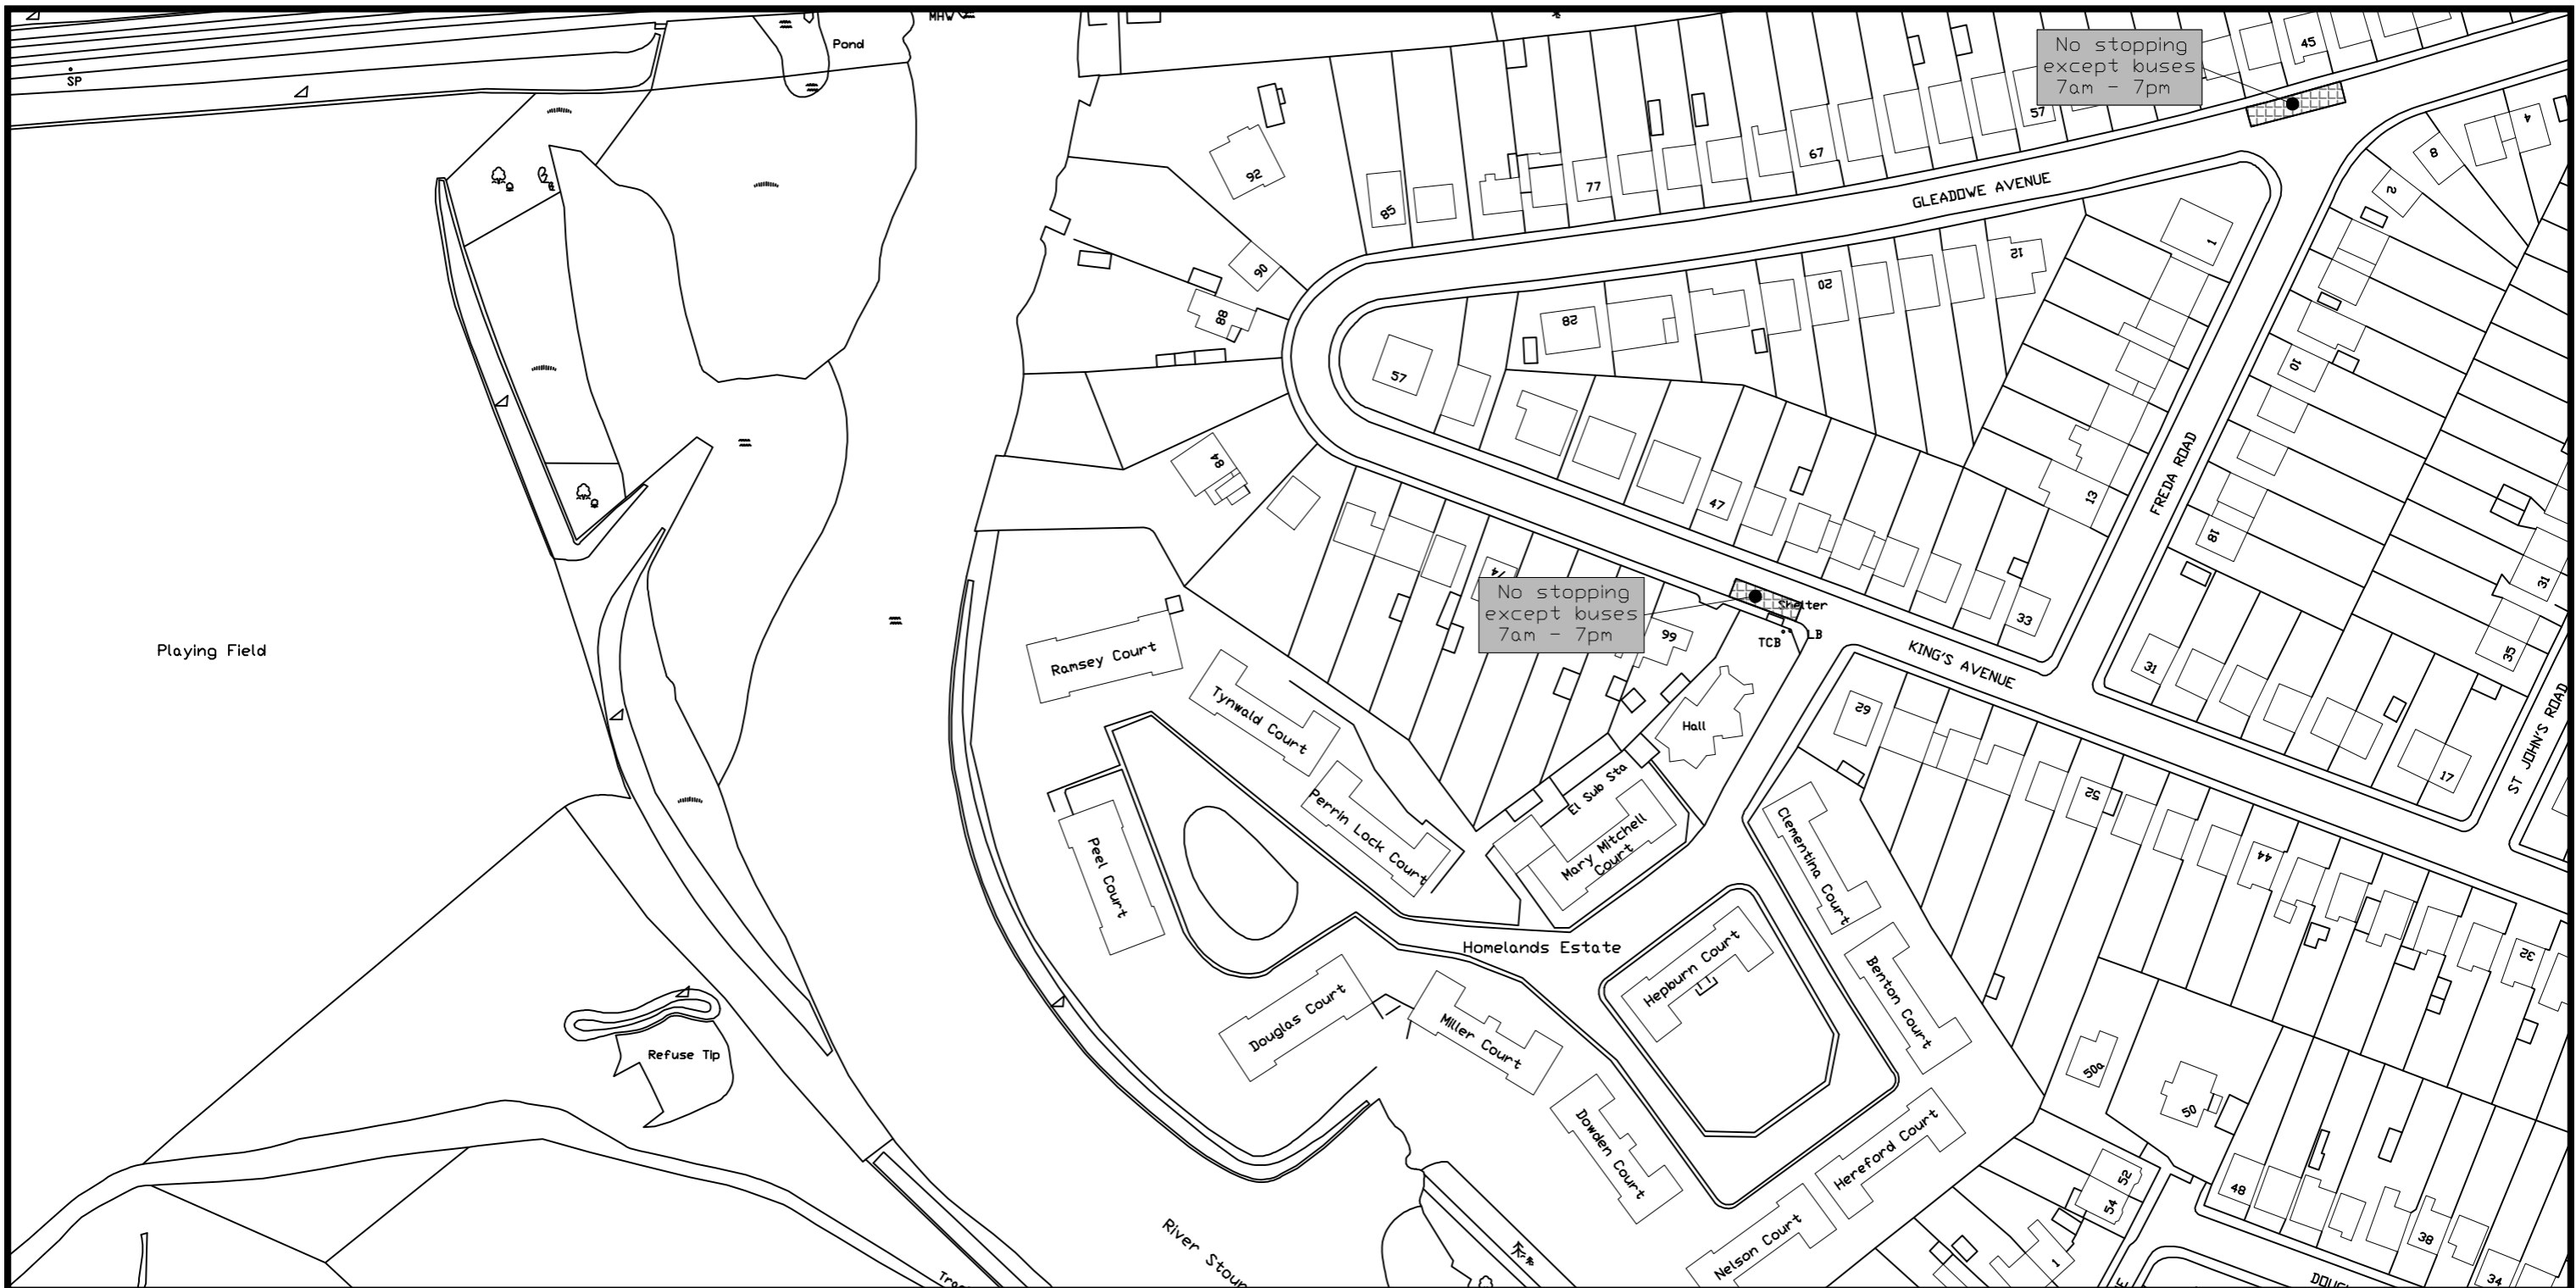 MHW
Pond
SP
No stopping
except buses
7am - 7pm
45
57
67
77
85
92
90
88
84
GLEADOWE AVENUE
4
8
2
1
12
20
28
57
10
18
13
47
33
31
31
35
17
FREDA ROAD
ST JOHN'S ROAD
74
No stopping
except buses
7am - 7pm
Shelter
TCB
LB
66
KING'S AVENUE
Playing Field
Ramsey Court
Tynwald Court
Hall
62
El Sub Sta
Perrin Lock Court
Mary Mitchell
Court
Peel Court
Clementina Court
52
44
32
Homelands Estate
Hepburn Court
Benton Court
Douglas Court
Miller Court
Refuse Tip
50a
50
Dowden Court
Hereford Court
Nelson Court
52
54
48
38
34
1
River Stour